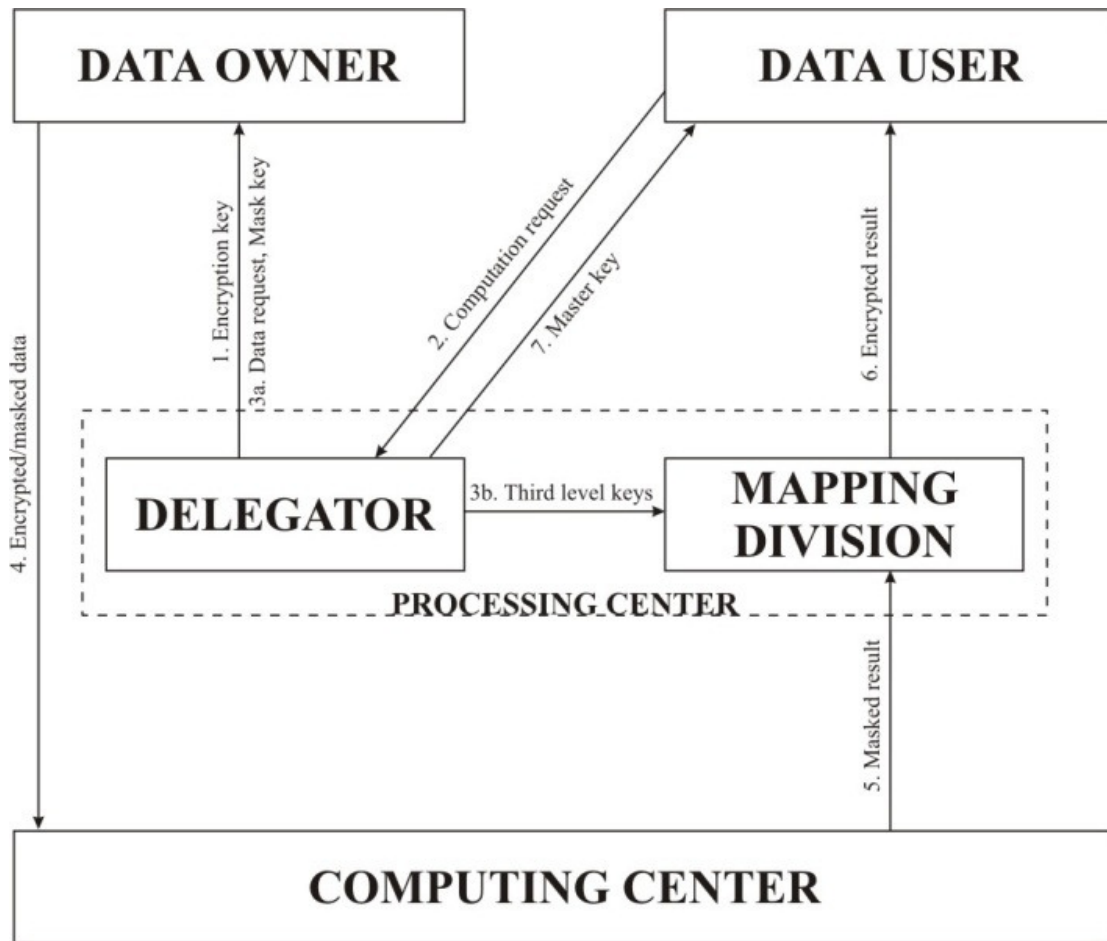 DATA OWNER
DATA USER
1. Encryption key
3a. Data request, Mask key
2. Computation request
7. Master key
6. Encrypted result
4. Encrypted/masked data
DELEGATOR
3b. Third level keys
MAPPING
DIVISION
PROCESSING CENTER
5. Masked result
COMPUTING CENTER